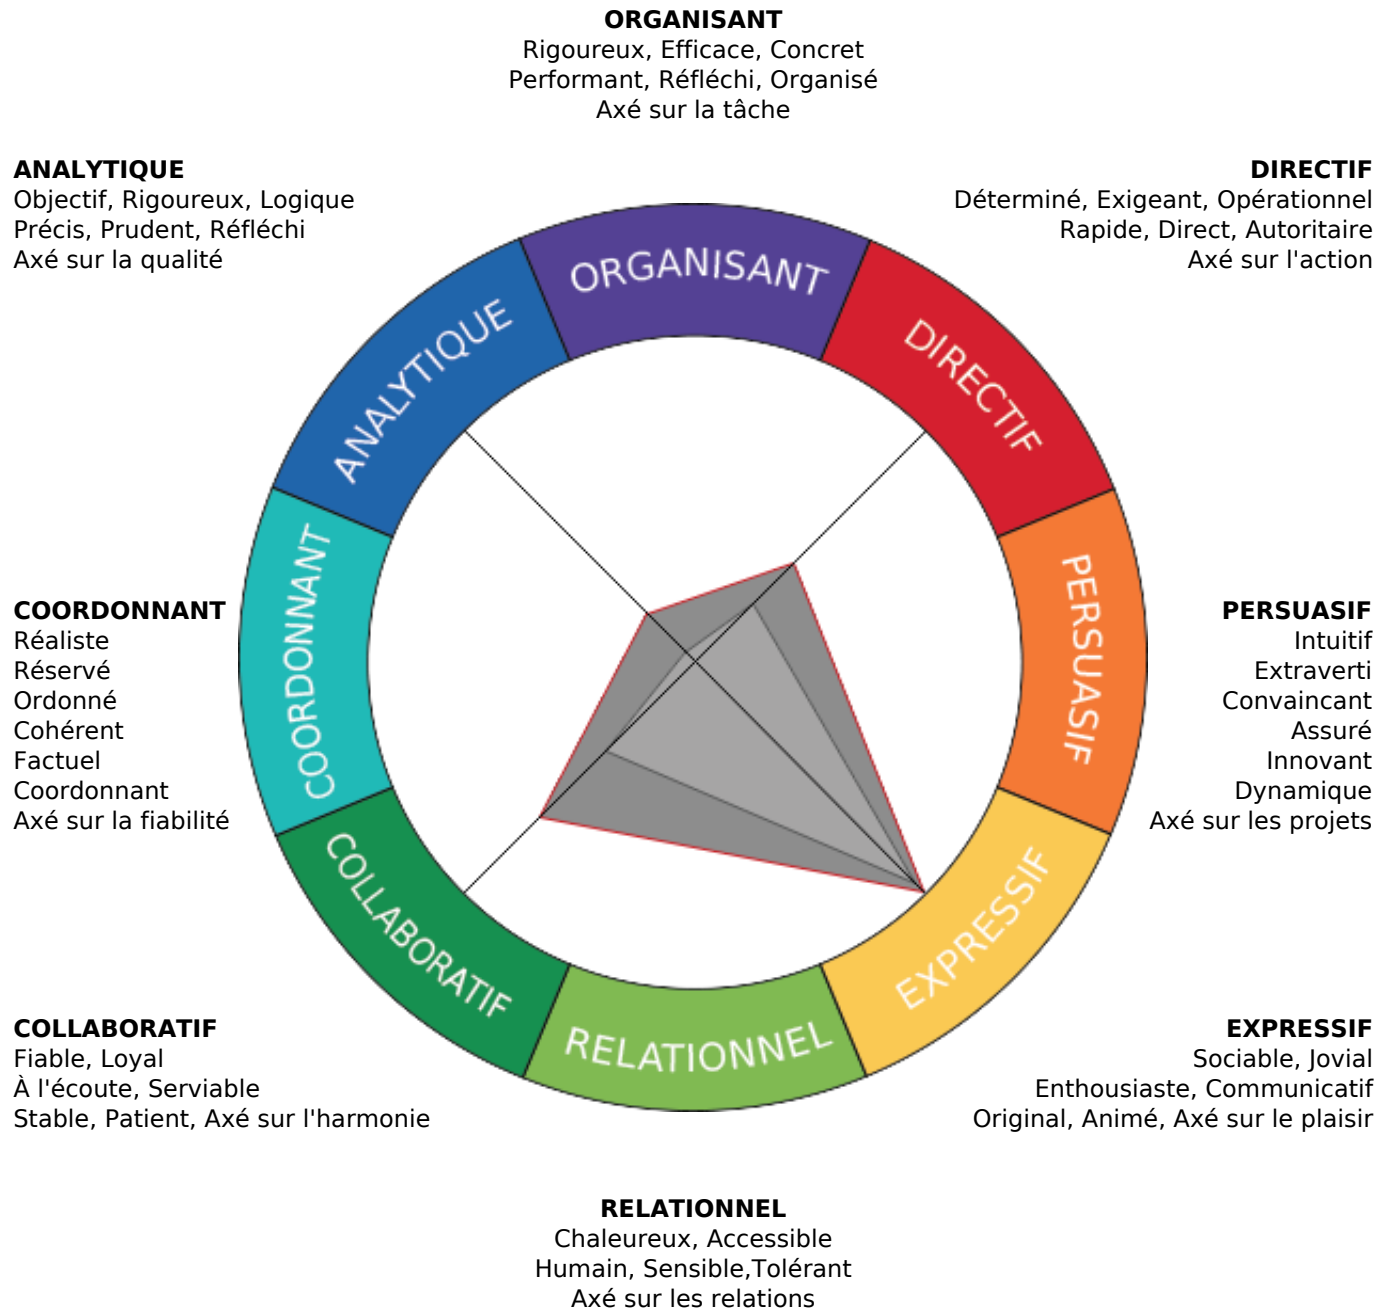 ORGANISANT
Rigoureux, Efficace, Concret
Performant, Réfléchi, Organisé
Axé sur la tâche
ANALYTIQUE
Objectif, Rigoureux, Logique
Précis, Prudent, Réfléchi
Axé sur la qualité
DIRECTIF
Déterminé, Exigeant, Opérationnel
Rapide, Direct, Autoritaire
Axé sur l'action
ORGANISANT
ANALYTIQUE
DIRECTIF
COORDONNANT
PERSUASIF
COLLABORATIF
EXPRESSIF
RELATIONNEL
COORDONNANT
Réaliste
Réservé
Ordonné
Cohérent
Factuel
Coordonnant
Axé sur la fiabilité
PERSUASIF
Intuitif
Extraverti
Convaincant
Assuré
Innovant
Dynamique
Axé sur les projets
COLLABORATIF
Fiable, Loyal
À l'écoute, Serviable
Stable, Patient, Axé sur l'harmonie
EXPRESSIF
Sociable, Jovial
Enthousiaste, Communicatif
Original, Animé, Axé sur le plaisir
RELATIONNEL
Chaleureux, Accessible
Humain, Sensible,Tolérant
Axé sur les relations